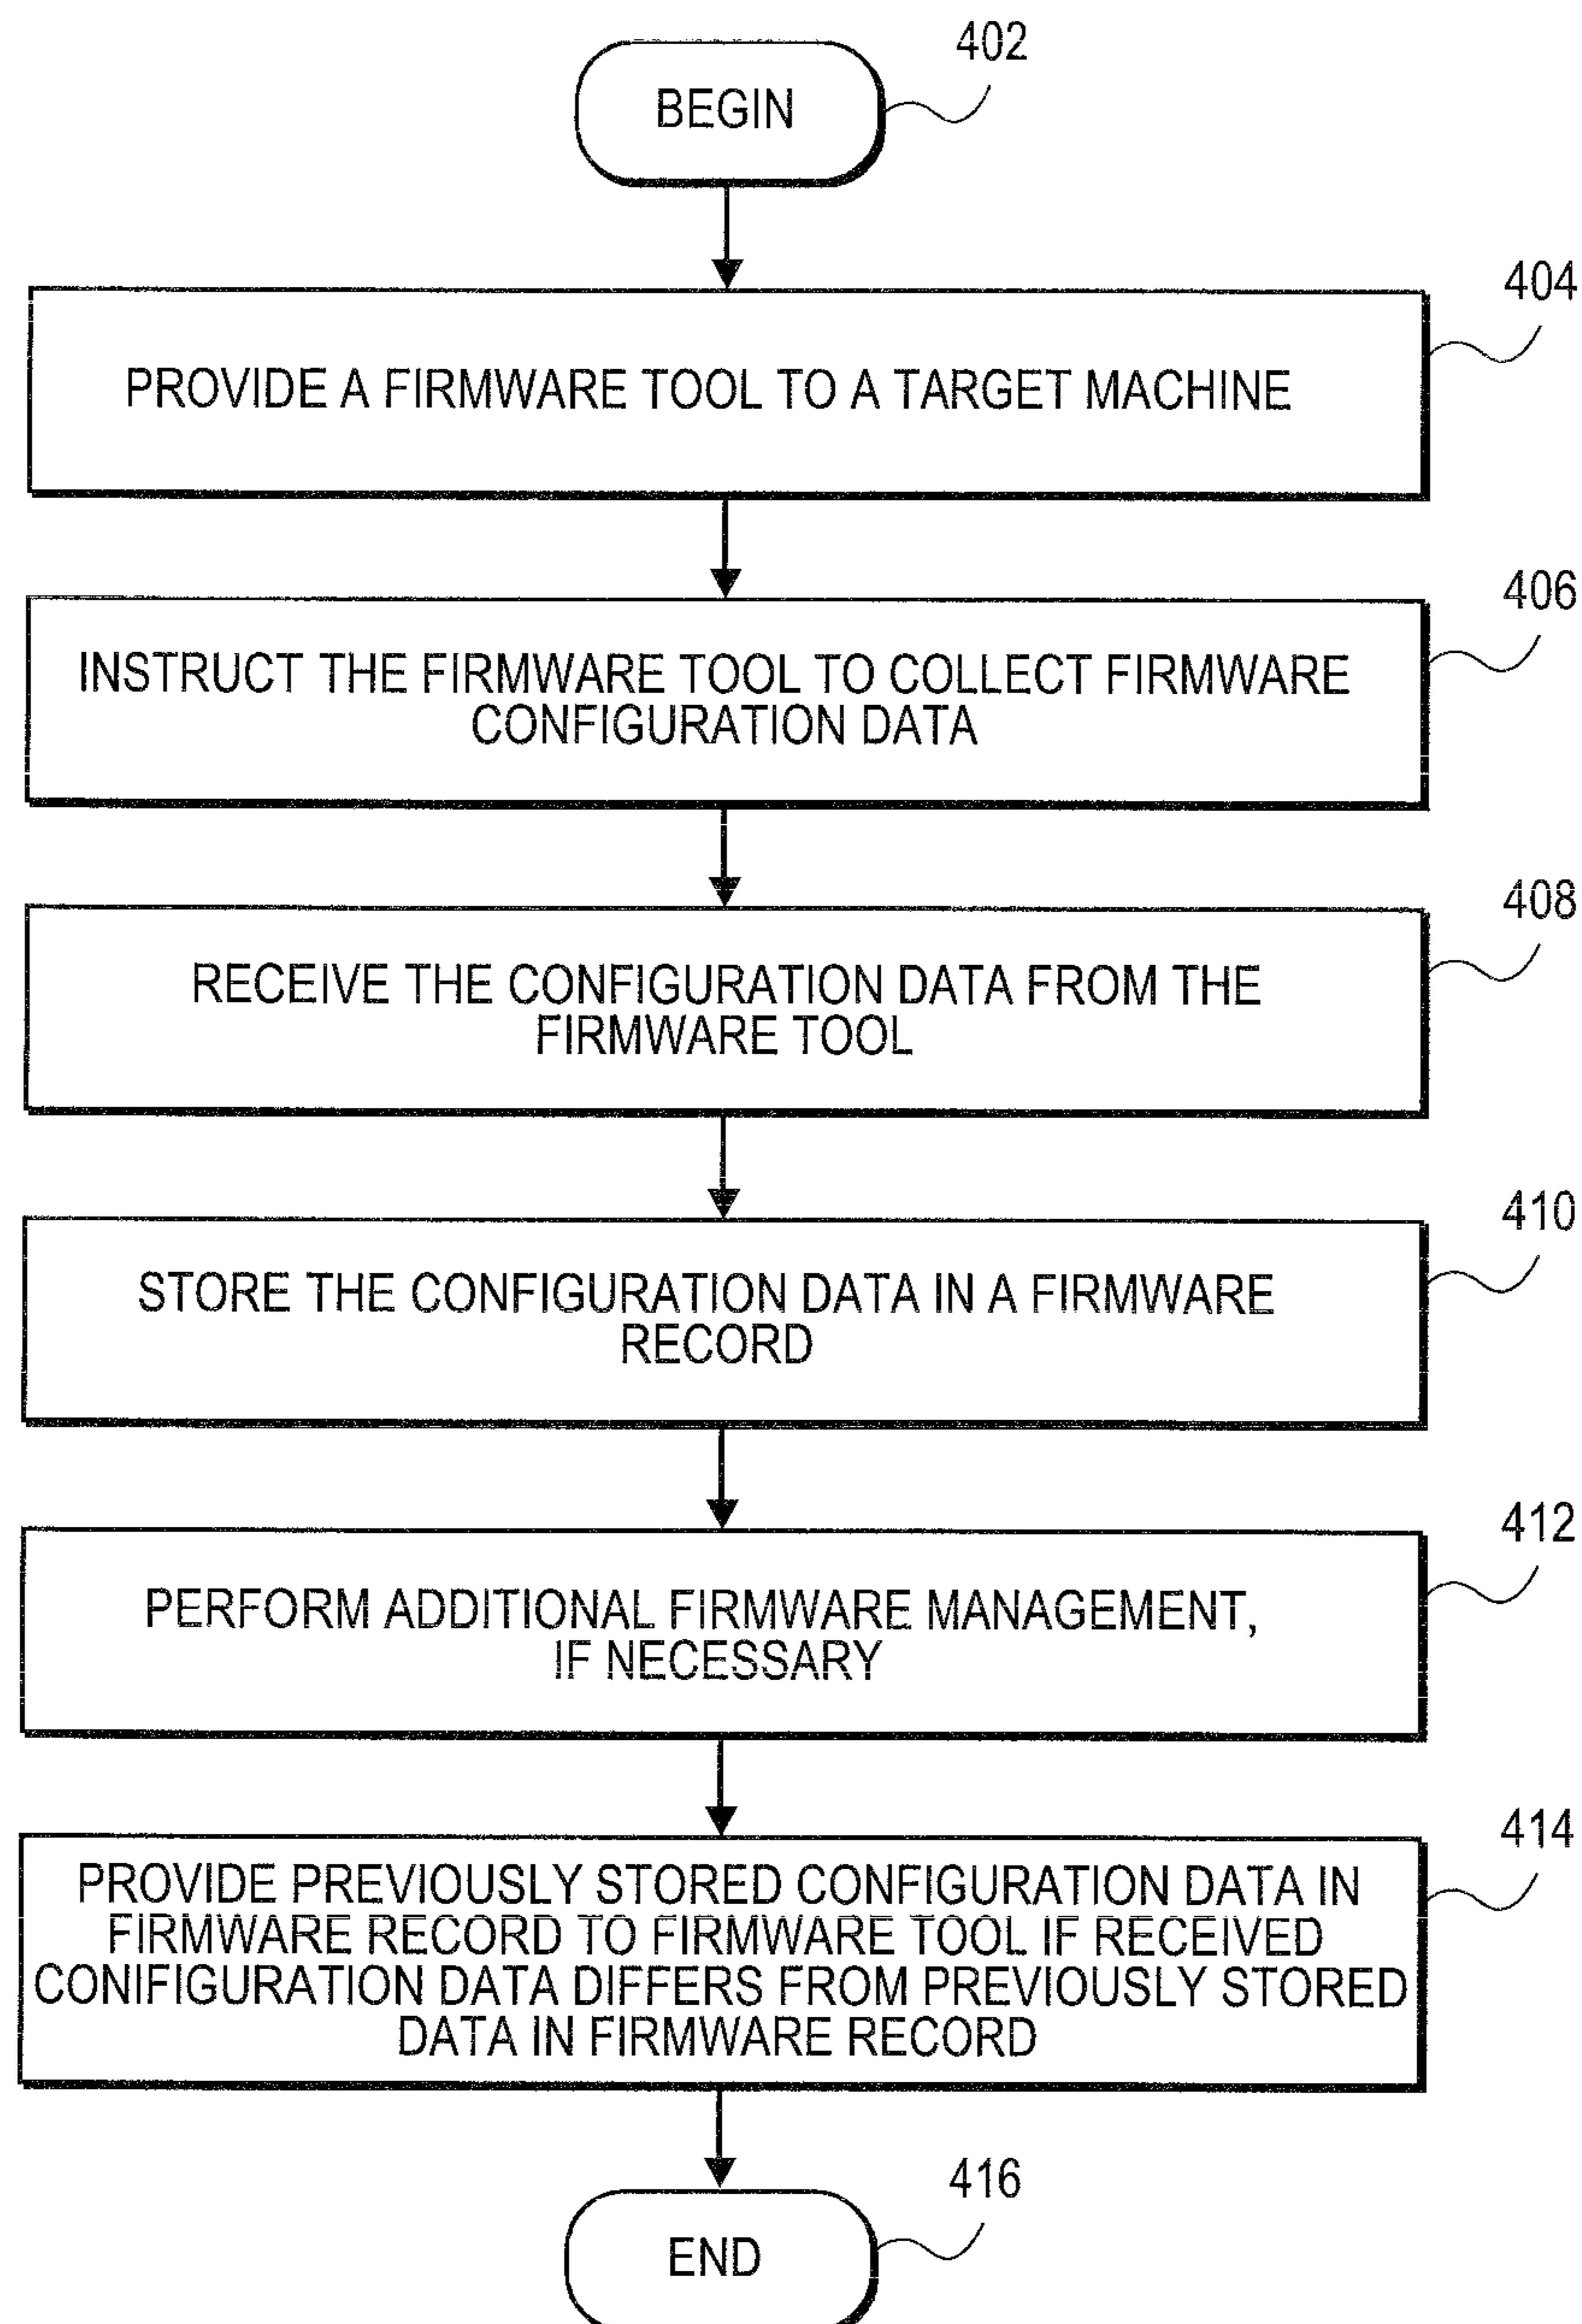 402
BEGIN
404
PROVIDE A FIRMWARE TOOL TO A TARGET MACHINE
406
INSTRUCT THE FIRMWARE TOOL TO COLLECT FIRMWARE
CONFIGURATION DATA
408
RECEIVE THE CONFIGURATION DATA FROM THE
FIRMWARE TOOL
410
STORE THE CONFIGURATION DATA IN A FIRMWARE
RECORD
412
PERFORM ADDITIONAL FIRMWARE MANAGEMENT,
IF NECESSARY
414
PROVIDE PREVIOUSLY STORED CONFIGURATION DATA IN
FIRMWARE RECORD TO FIRMWARE TOOL IF RECEIVED
CONIFIGURATION DATA DIFFERS FROM PREVIOUSLY STORED
DATA IN FIRMWARE RECORD
416
END